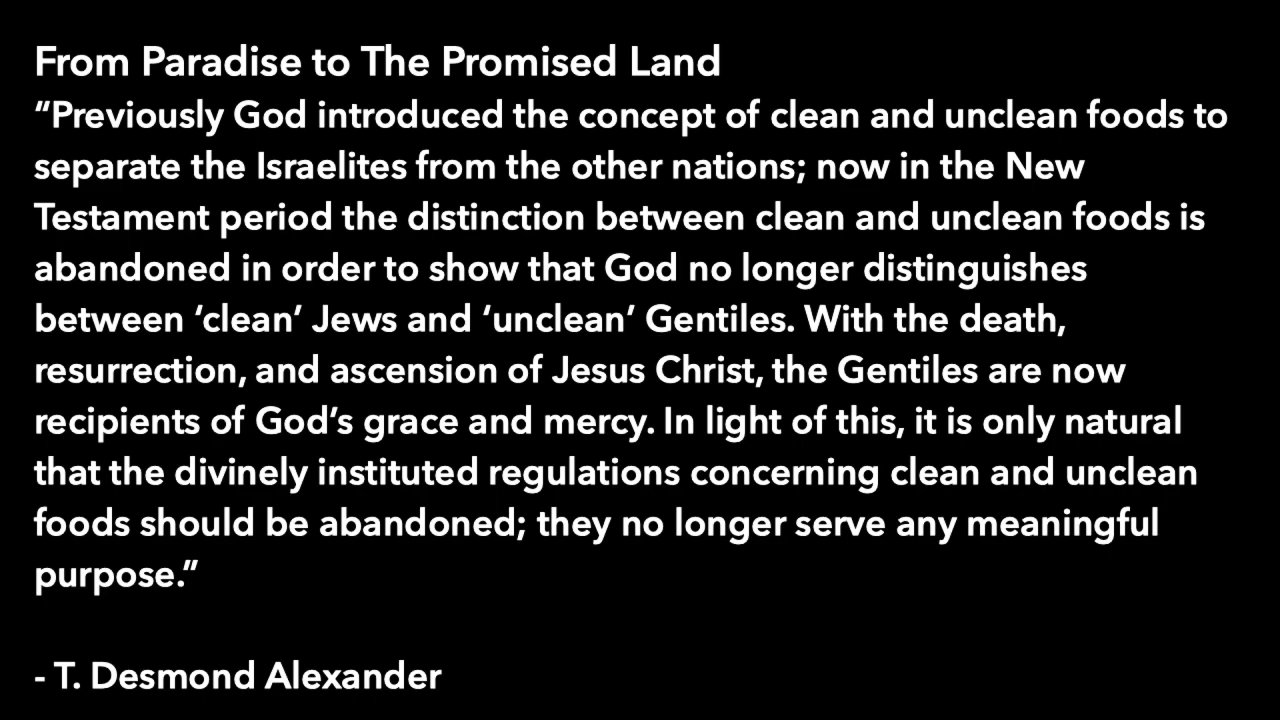 From Paradise to The Promised Land
“Previously God introduced the concept of clean and unclean foods to
separate the Israelites from the other nations; now in the New
Testament period the distinction between clean and unclean foods is
abandoned in order to show that God no longer distinguishes
between ‘clean’ Jews and ‘unclean’ Gentiles. With the death,
resurrection, and ascension of Jesus Christ, the Gentiles are now
recipients of God’s grace and mercy. In light of this, it is only natural
that the divinely instituted regulations concerning clean and unclean
foods should be abandoned; they no longer serve any meaningful
purpose.”
- T. Desmond Alexander